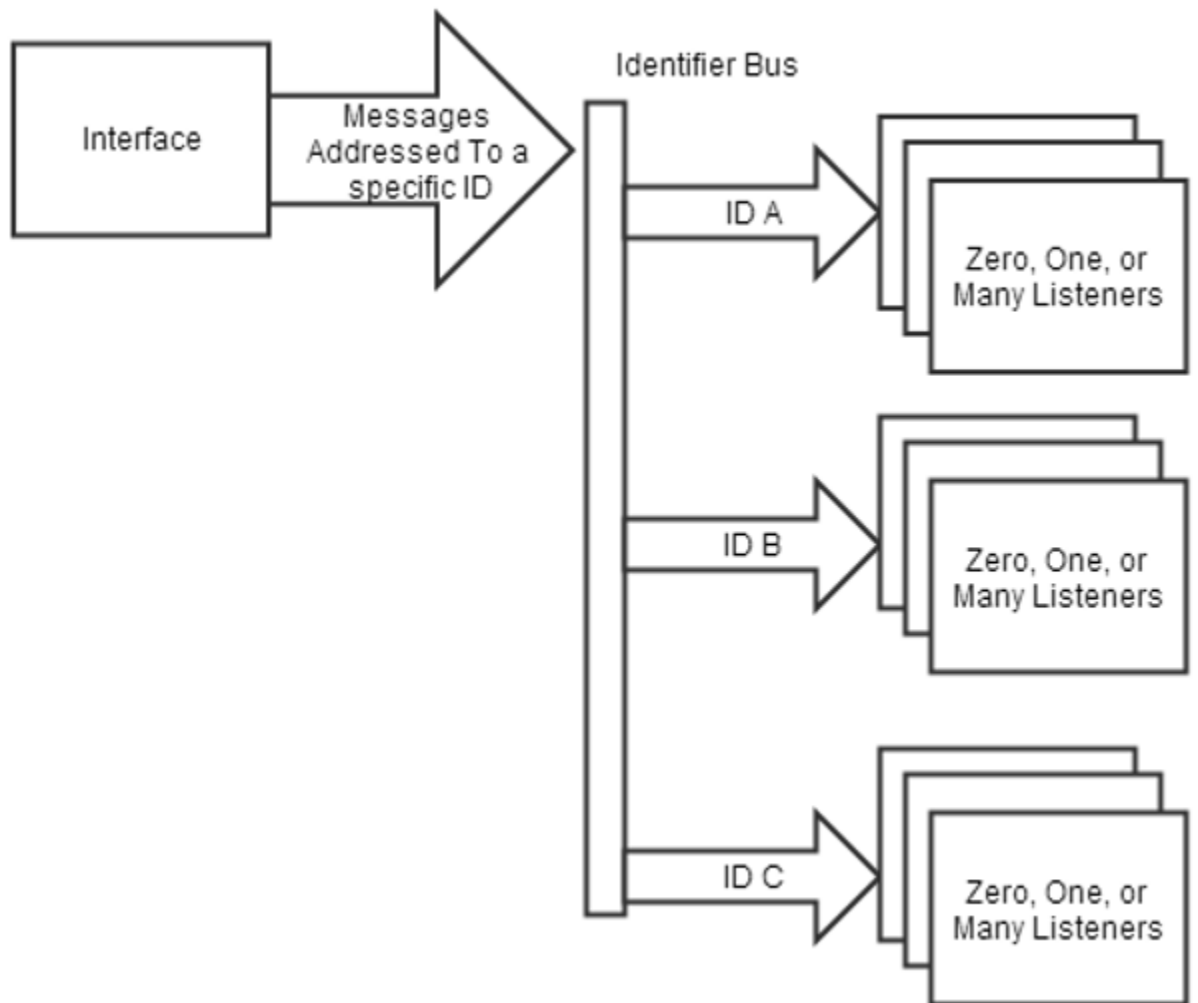 Interface
Messages
Addressed To a
specific ID
Identifier Bus
ID A
Zero, One, or
Many Listeners
ID B
Zero, One, or
Many Listeners
ID C
Zero, One, or
Many Listeners